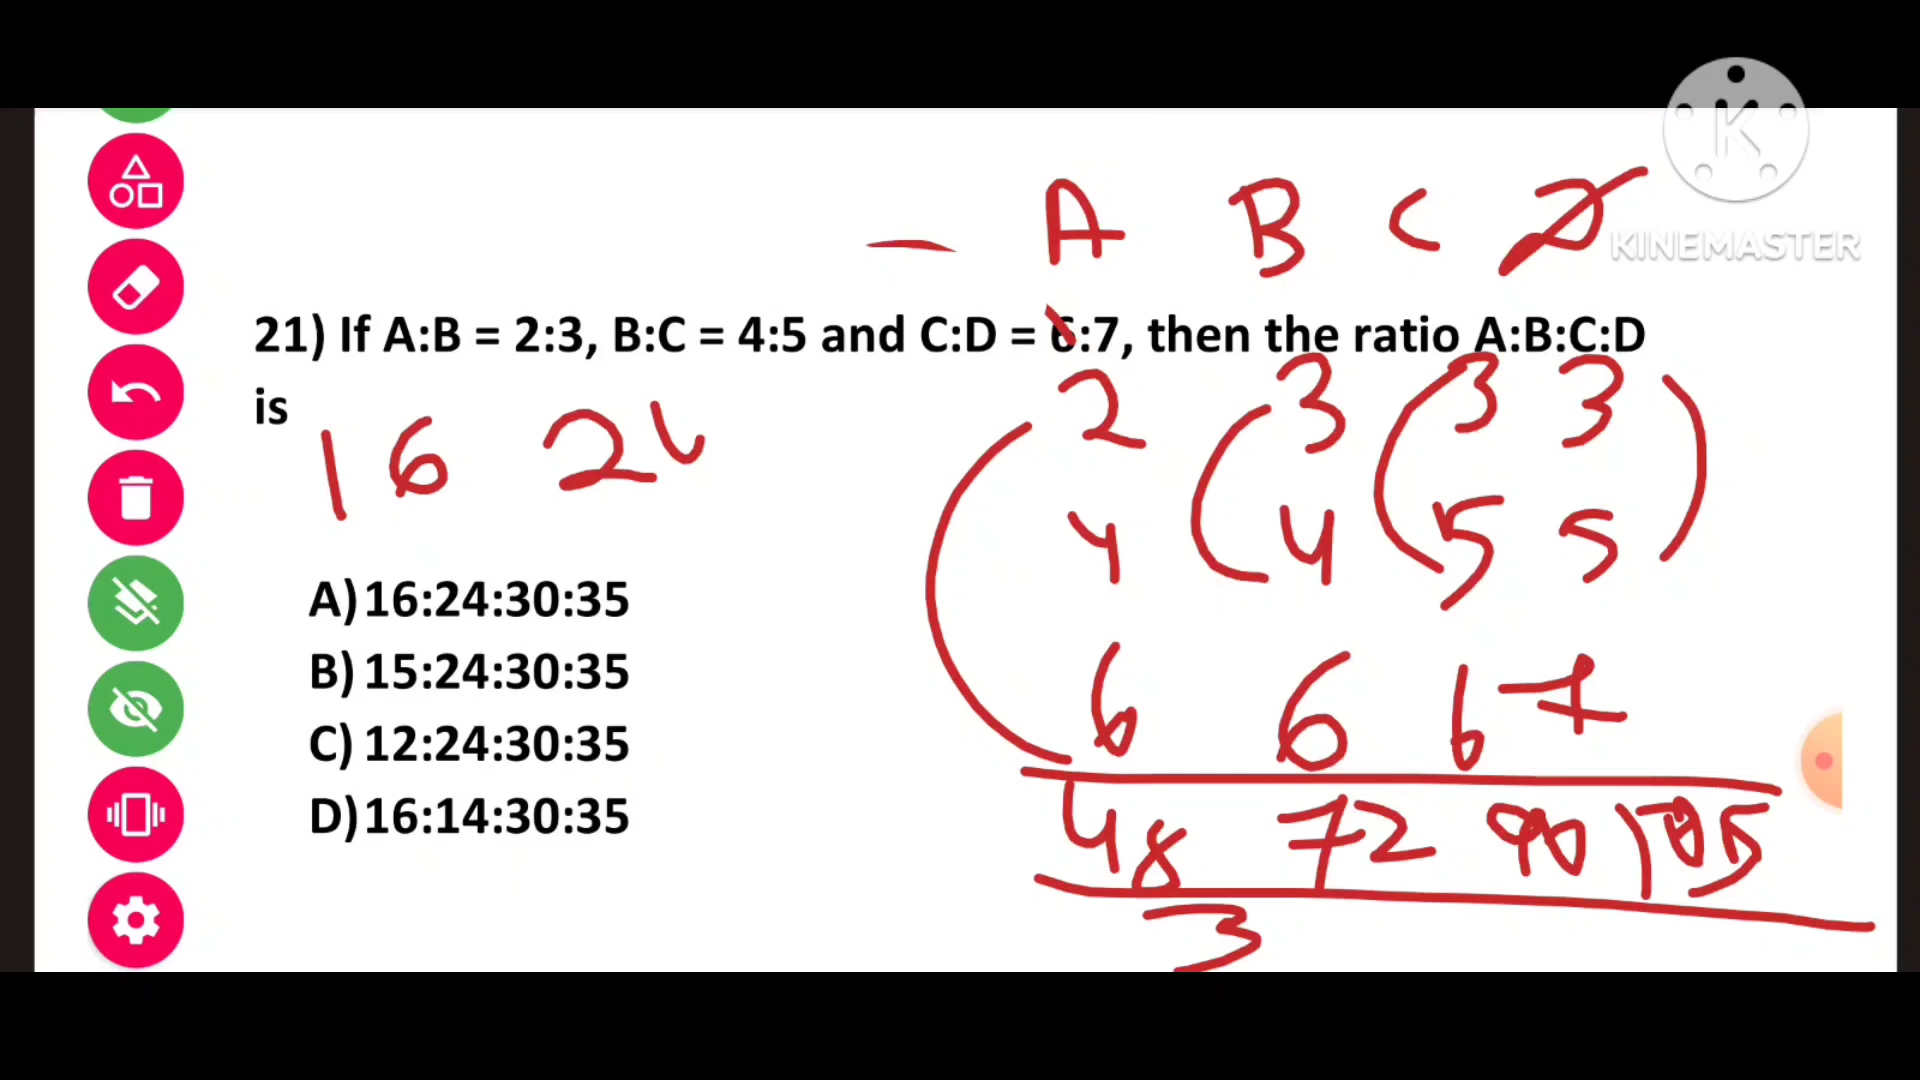 KINEMASTER
A B C D
21) If A:B = 2:3, B:C = 4:5 and C:D = 6:7, then the ratio A:B:C:D
is
2 3 3 3
16 24
4 4 5 5
A) 16:24:30:35
B) 15:24:30:35
6 6 6 7
C) 12:24:30:35
D) 16:14:30:35
48 72 90 105
3